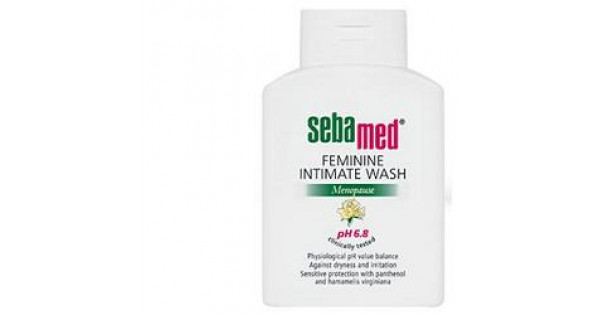 sebamed®
FEMININE
INTIMATE WASH
Menopause
pH 6.8
clinically tested
Physiological pH value balance
Against dryness and irritation
Sensitive protection with panthenol
and hamamelis virginiana